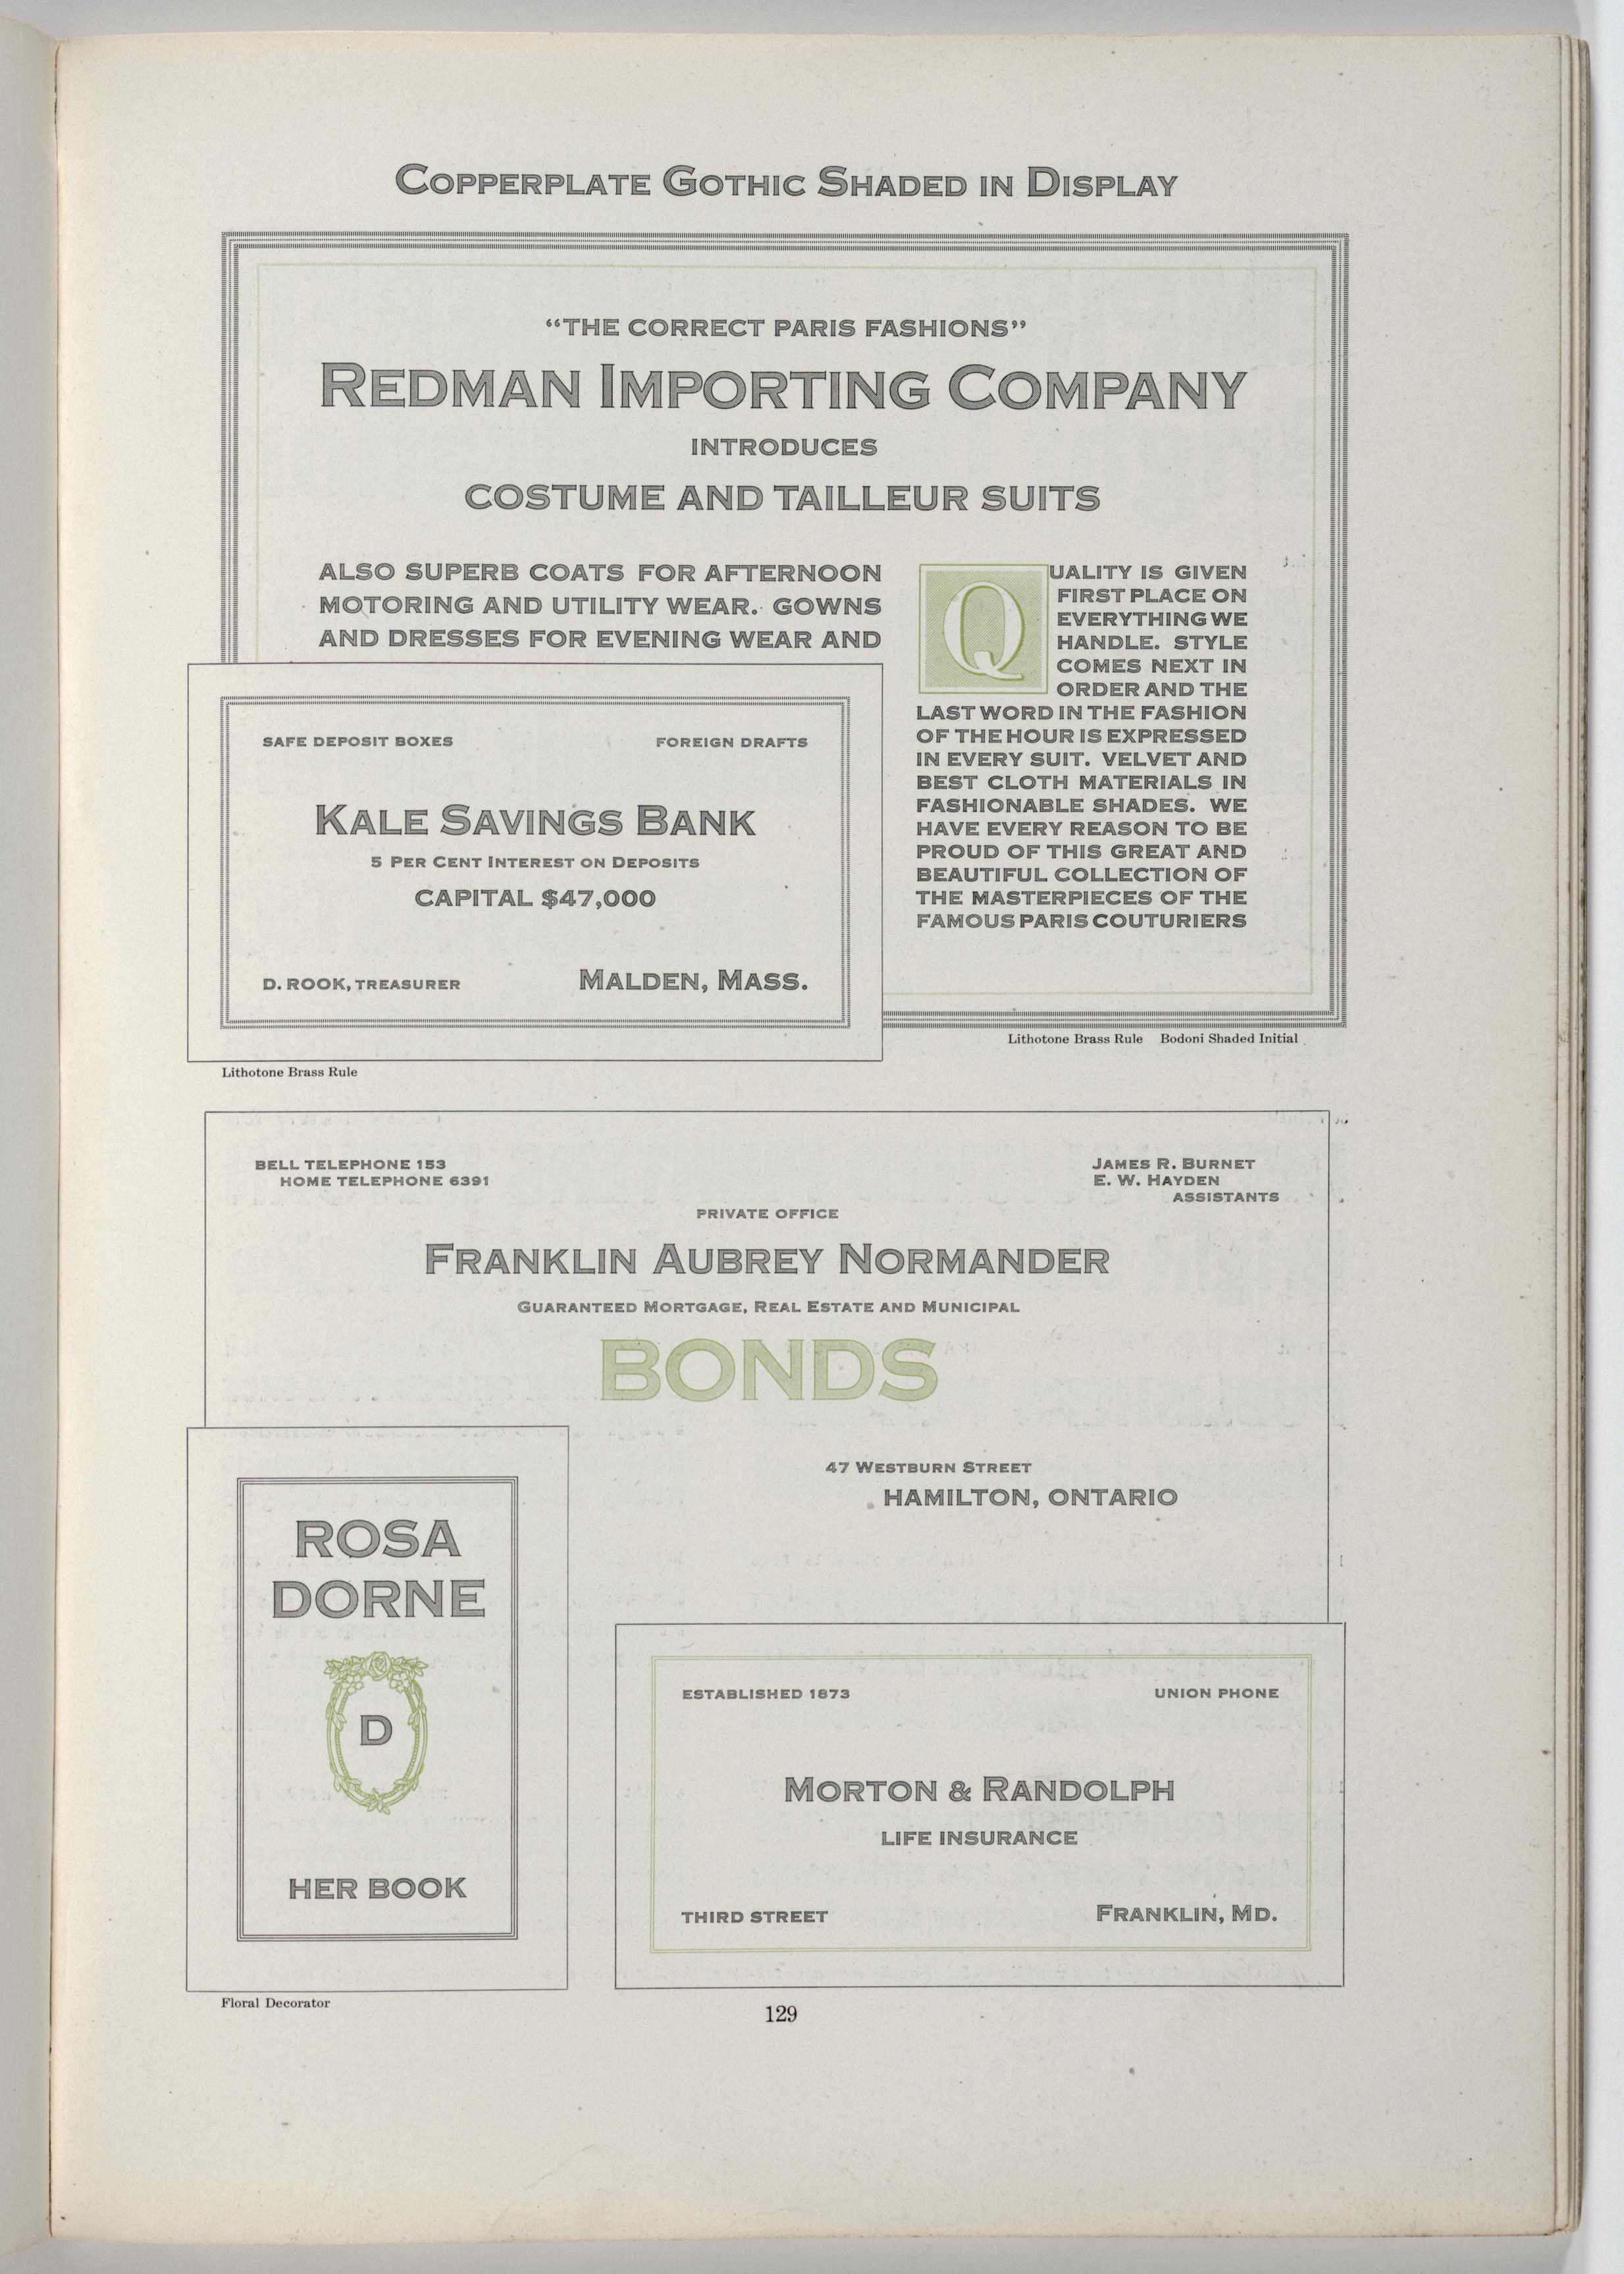 COPPERPLATE GOTHIC SHADED IN DISPLAY
“THE CORRECT PARIS FASHIONS”
REDMAN IMPORTING COMPANY
INTRODUCES
COSTUME AND TAILLEUR SUITS
ALSO SUPERB COATS FOR AFTERNOON
MOTORING AND UTILITY WEAR. GOWNS
AND DRESSES FOR EVENING WEAR AND
QUALITY IS GIVEN
FIRST PLACE ON
EVERYTHING WE
HANDLE. STYLE
COMES NEXT IN
ORDER AND THE
LAST WORD IN THE FASHION
OF THE HOUR IS EXPRESSED
IN EVERY SUIT. VELVET AND
BEST CLOTH MATERIALS IN
FASHIONABLE SHADES. WE
HAVE EVERY REASON TO BE
PROUD OF THIS GREAT AND
BEAUTIFUL COLLECTION OF
THE MASTERPIECES OF THE
FAMOUS PARIS COUTURIERS
Lithotone Brass Rule Bodoni Shaded Initial
SAFE DEPOSIT BOXES FOREIGN DRAFTS
KALE SAVINGS BANK
5 PER CENT INTEREST ON DEPOSITS
CAPITAL $47,000
D. ROOK, TREASURER MALDEN, MASS.
Lithotone Brass Rule
BELL TELEPHONE 153
HOME TELEPHONE 6391
JAMES R. BURNET
E. W. HAYDEN
ASSISTANTS
PRIVATE OFFICE
FRANKLIN AUBREY NORMANDER
GUARANTEED MORTGAGE, REAL ESTATE AND MUNICIPAL
BONDS
47 WESTBURN STREET
HAMILTON, ONTARIO
ROSA
DORNE
D
HER BOOK
Floral Decorator
ESTABLISHED 1873 UNION PHONE
MORTON & RANDOLPH
LIFE INSURANCE
THIRD STREET FRANKLIN, MD.
129